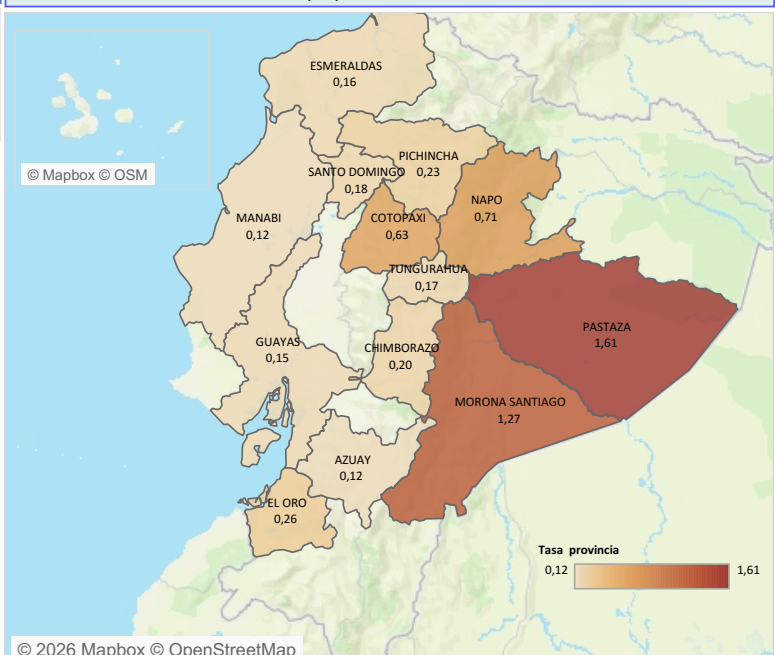 ESMERALDAS
0,16
© Mapbox © OSM
PICHINCHA
0,23
SANTO DOMINGO
0,18
NAPO
0,71
MANABI
0,12
COTOPAXI
0,63
TUNGURAHUA
0,17
PASTAZA
1,61
GUAYAS
0,15
CHIMBORAZO
0,20
MORONA SANTIAGO
1,27
AZUAY
0,12
EL ORO
0,26
Tasa provincia
0,12 1,61
© 2026 Mapbox © OpenStreetMap